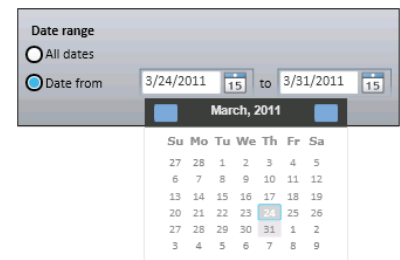 Date range
All dates
Date from 3/24/2011 15 to 3/31/2011 15
March, 2011
Su Mo Tu We Th Fr Sa
27 28 1 2 3 4 5
6 7 8 9 10 11 12
13 14 15 16 17 18 19
20 21 22 23 24 25 26
27 28 29 30 31 1 2
3 4 5 6 7 8 9